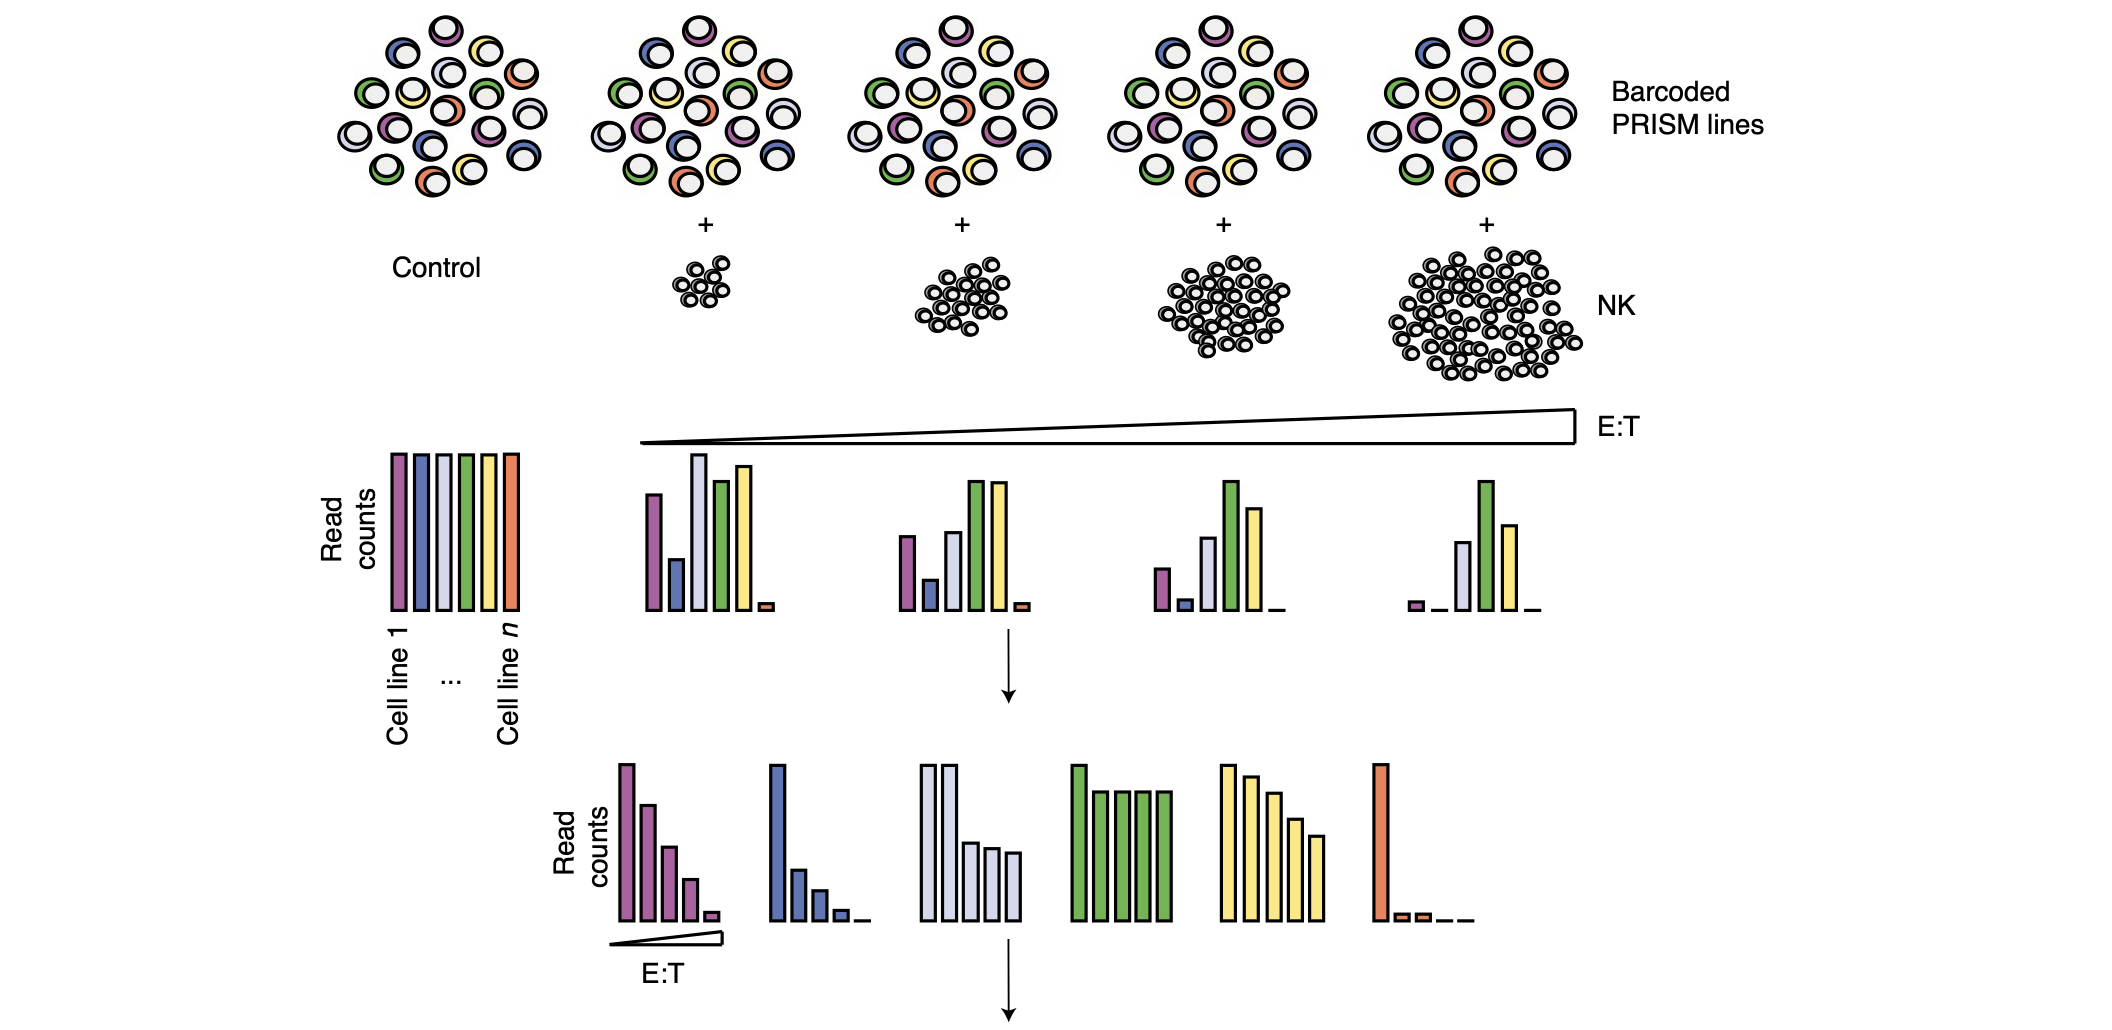 Barcoded
PRISM lines
+
+
+
+
Control
NK
E:T
Read
counts
Cell line 1
...
Cell line n
Read
counts
E:T